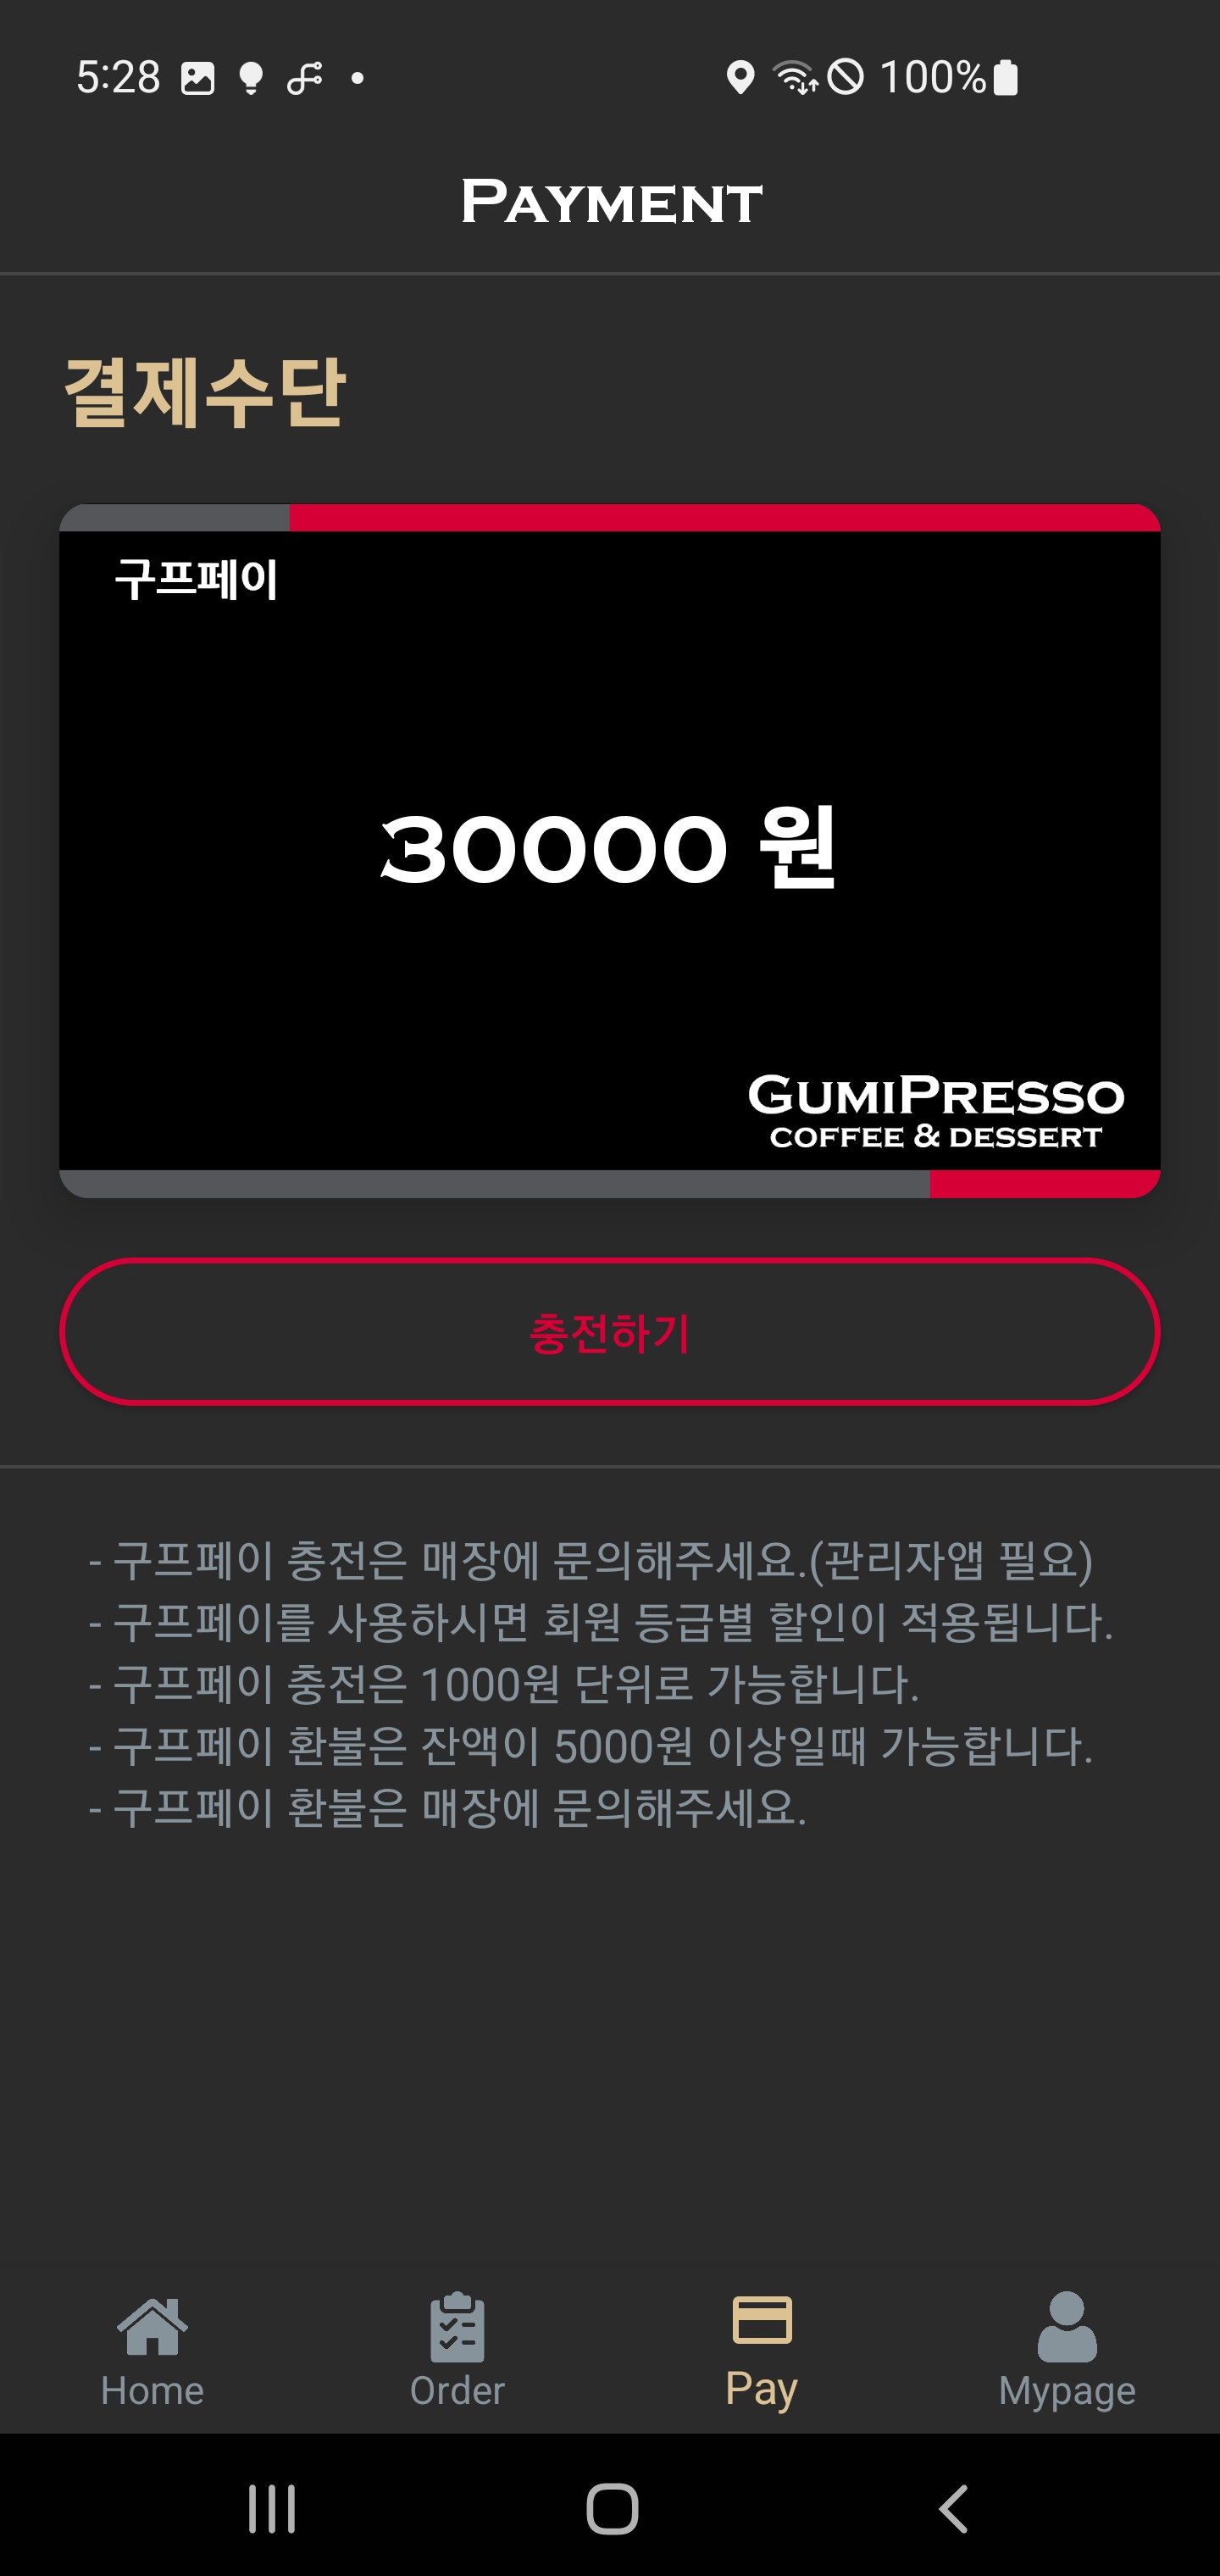 5:28 100%
PAYMENT
결제수단
구프페이
30000 원
GUMIPRESSO
COFFEE & DESSERT
충전하기
- 구프페이 충전은 매장에 문의해주세요.(관리자앱 필요)
- 구프페이를 사용하시면 회원 등급별 할인이 적용됩니다.
- 구프페이 충전은 1000원 단위로 가능합니다.
- 구프페이 환불은 잔액이 5000원 이상일때 가능합니다.
- 구프페이 환불은 매장에 문의해주세요.
Home Order Pay Mypage